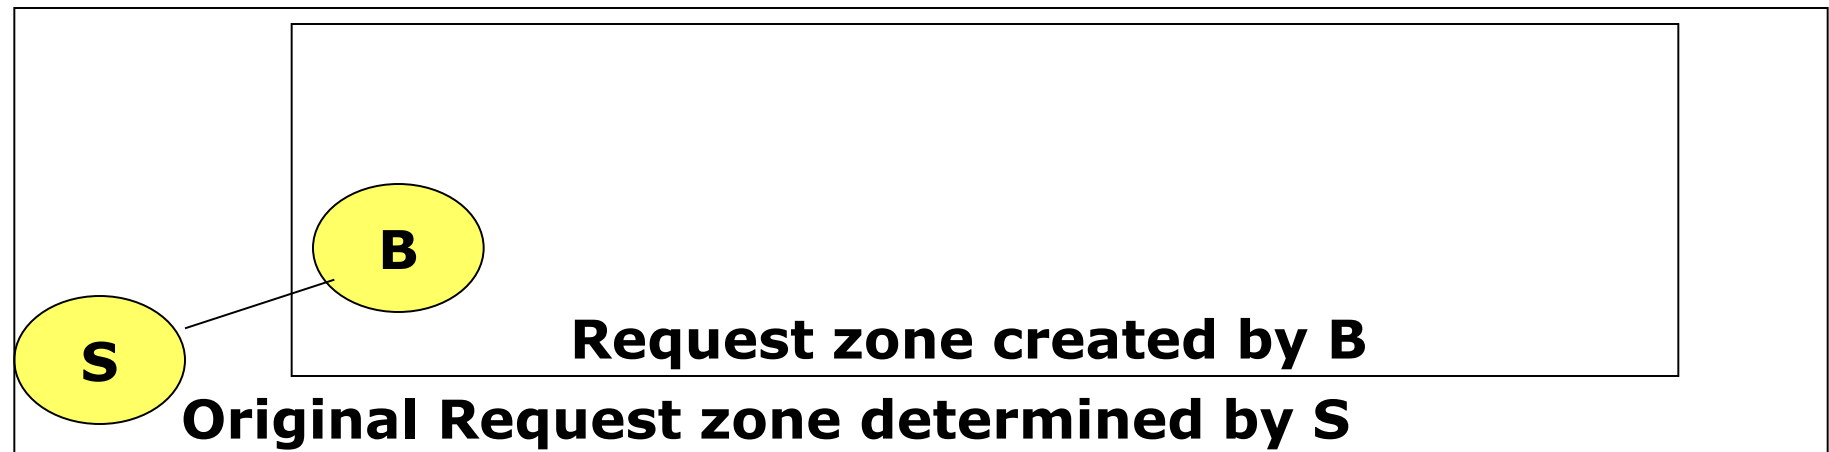 B
S
Request zone created by B
Original Request zone determined by S